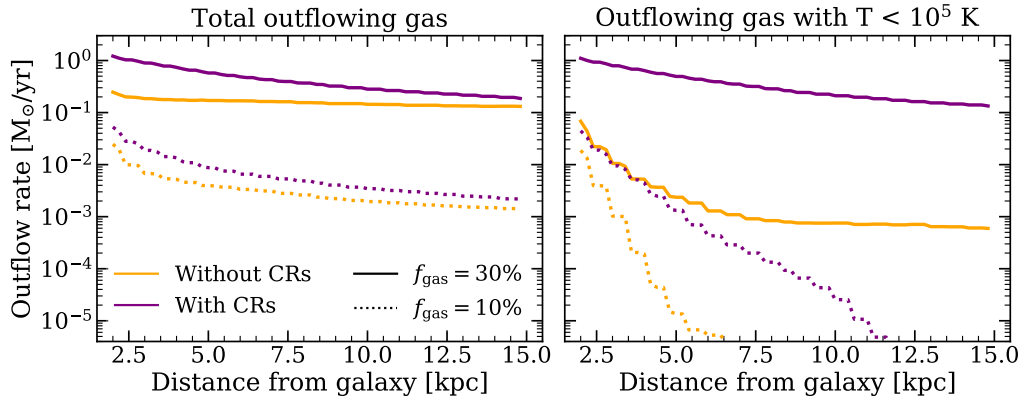 Total outflowing gas
Outflowing gas with T < 10⁵ K
Outflow rate [M⊙/yr]
10⁰
10⁻¹
10⁻²
10⁻³
10⁻⁴
10⁻⁵
Without CRs
With CRs
f_gas = 30%
f_gas = 10%
2.5 5.0 7.5 10.0 12.5 15.0
2.5 5.0 7.5 10.0 12.5 15.0
Distance from galaxy [kpc]
Distance from galaxy [kpc]